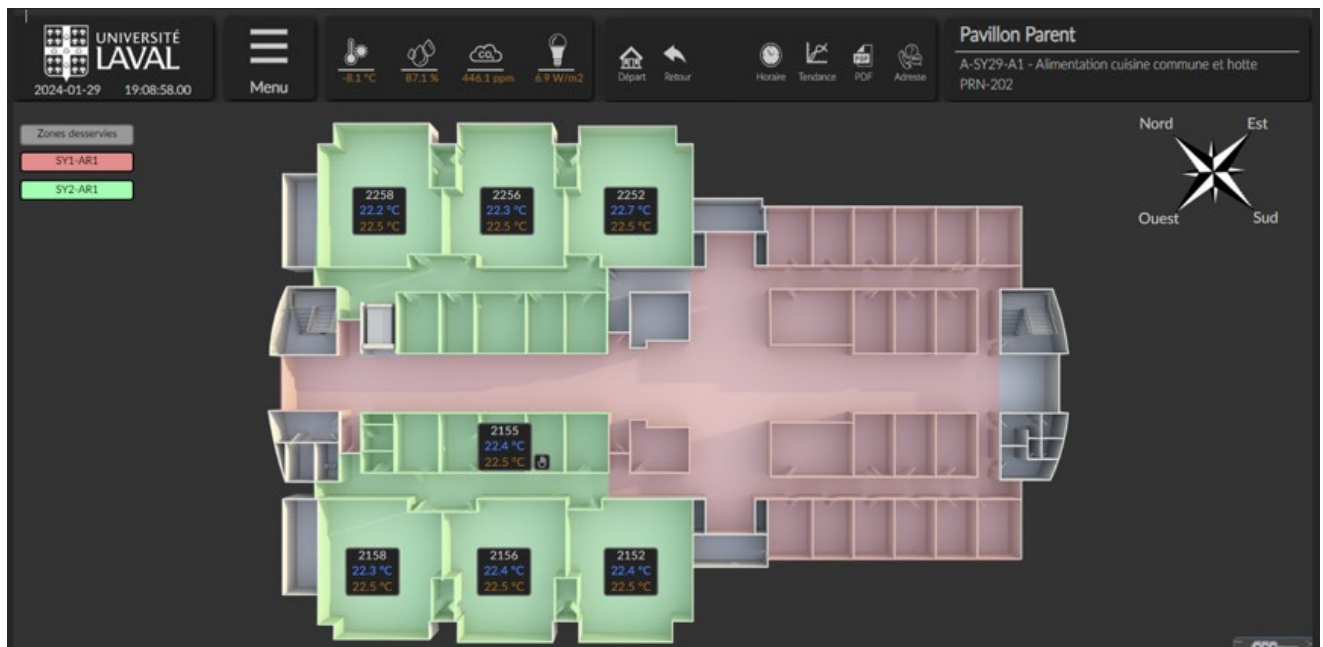 UNIVERSITÉ
LAVAL
2024-01-29 19:08:58.00
Menu
-8.1 °C
87.1 %
CO₂
446.1 ppm
6.9 W/m2
Départ
Retour
Horaire
Tendance
PDF
PDF
Adresse
Pavillon Parent
A-SY29-A1 - Alimentation cuisine commune et hotte
PRN-202
Zones desservies
SY1-AR1
SY2-AR1
Nord Est
Ouest Sud
2258
22.2 °C
22.5 °C
2256
22.3 °C
22.5 °C
2252
22.7 °C
22.5 °C
2155
22.4 °C
22.5 °C
2158
22.3 °C
22.5 °C
2156
22.4 °C
22.5 °C
2152
22.4 °C
22.5 °C